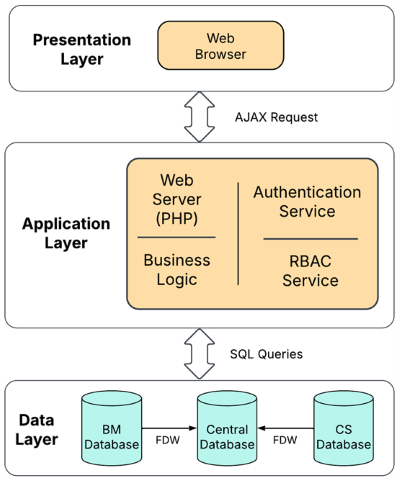 Presentation
Layer
Web
Browser
AJAX Request
Application
Layer
Web
Server
(PHP)
Business
Logic
Authentication
Service
RBAC
Service
SQL Queries
Data
Layer
BM
Database
FDW
Central
Database
FDW
CS
Database